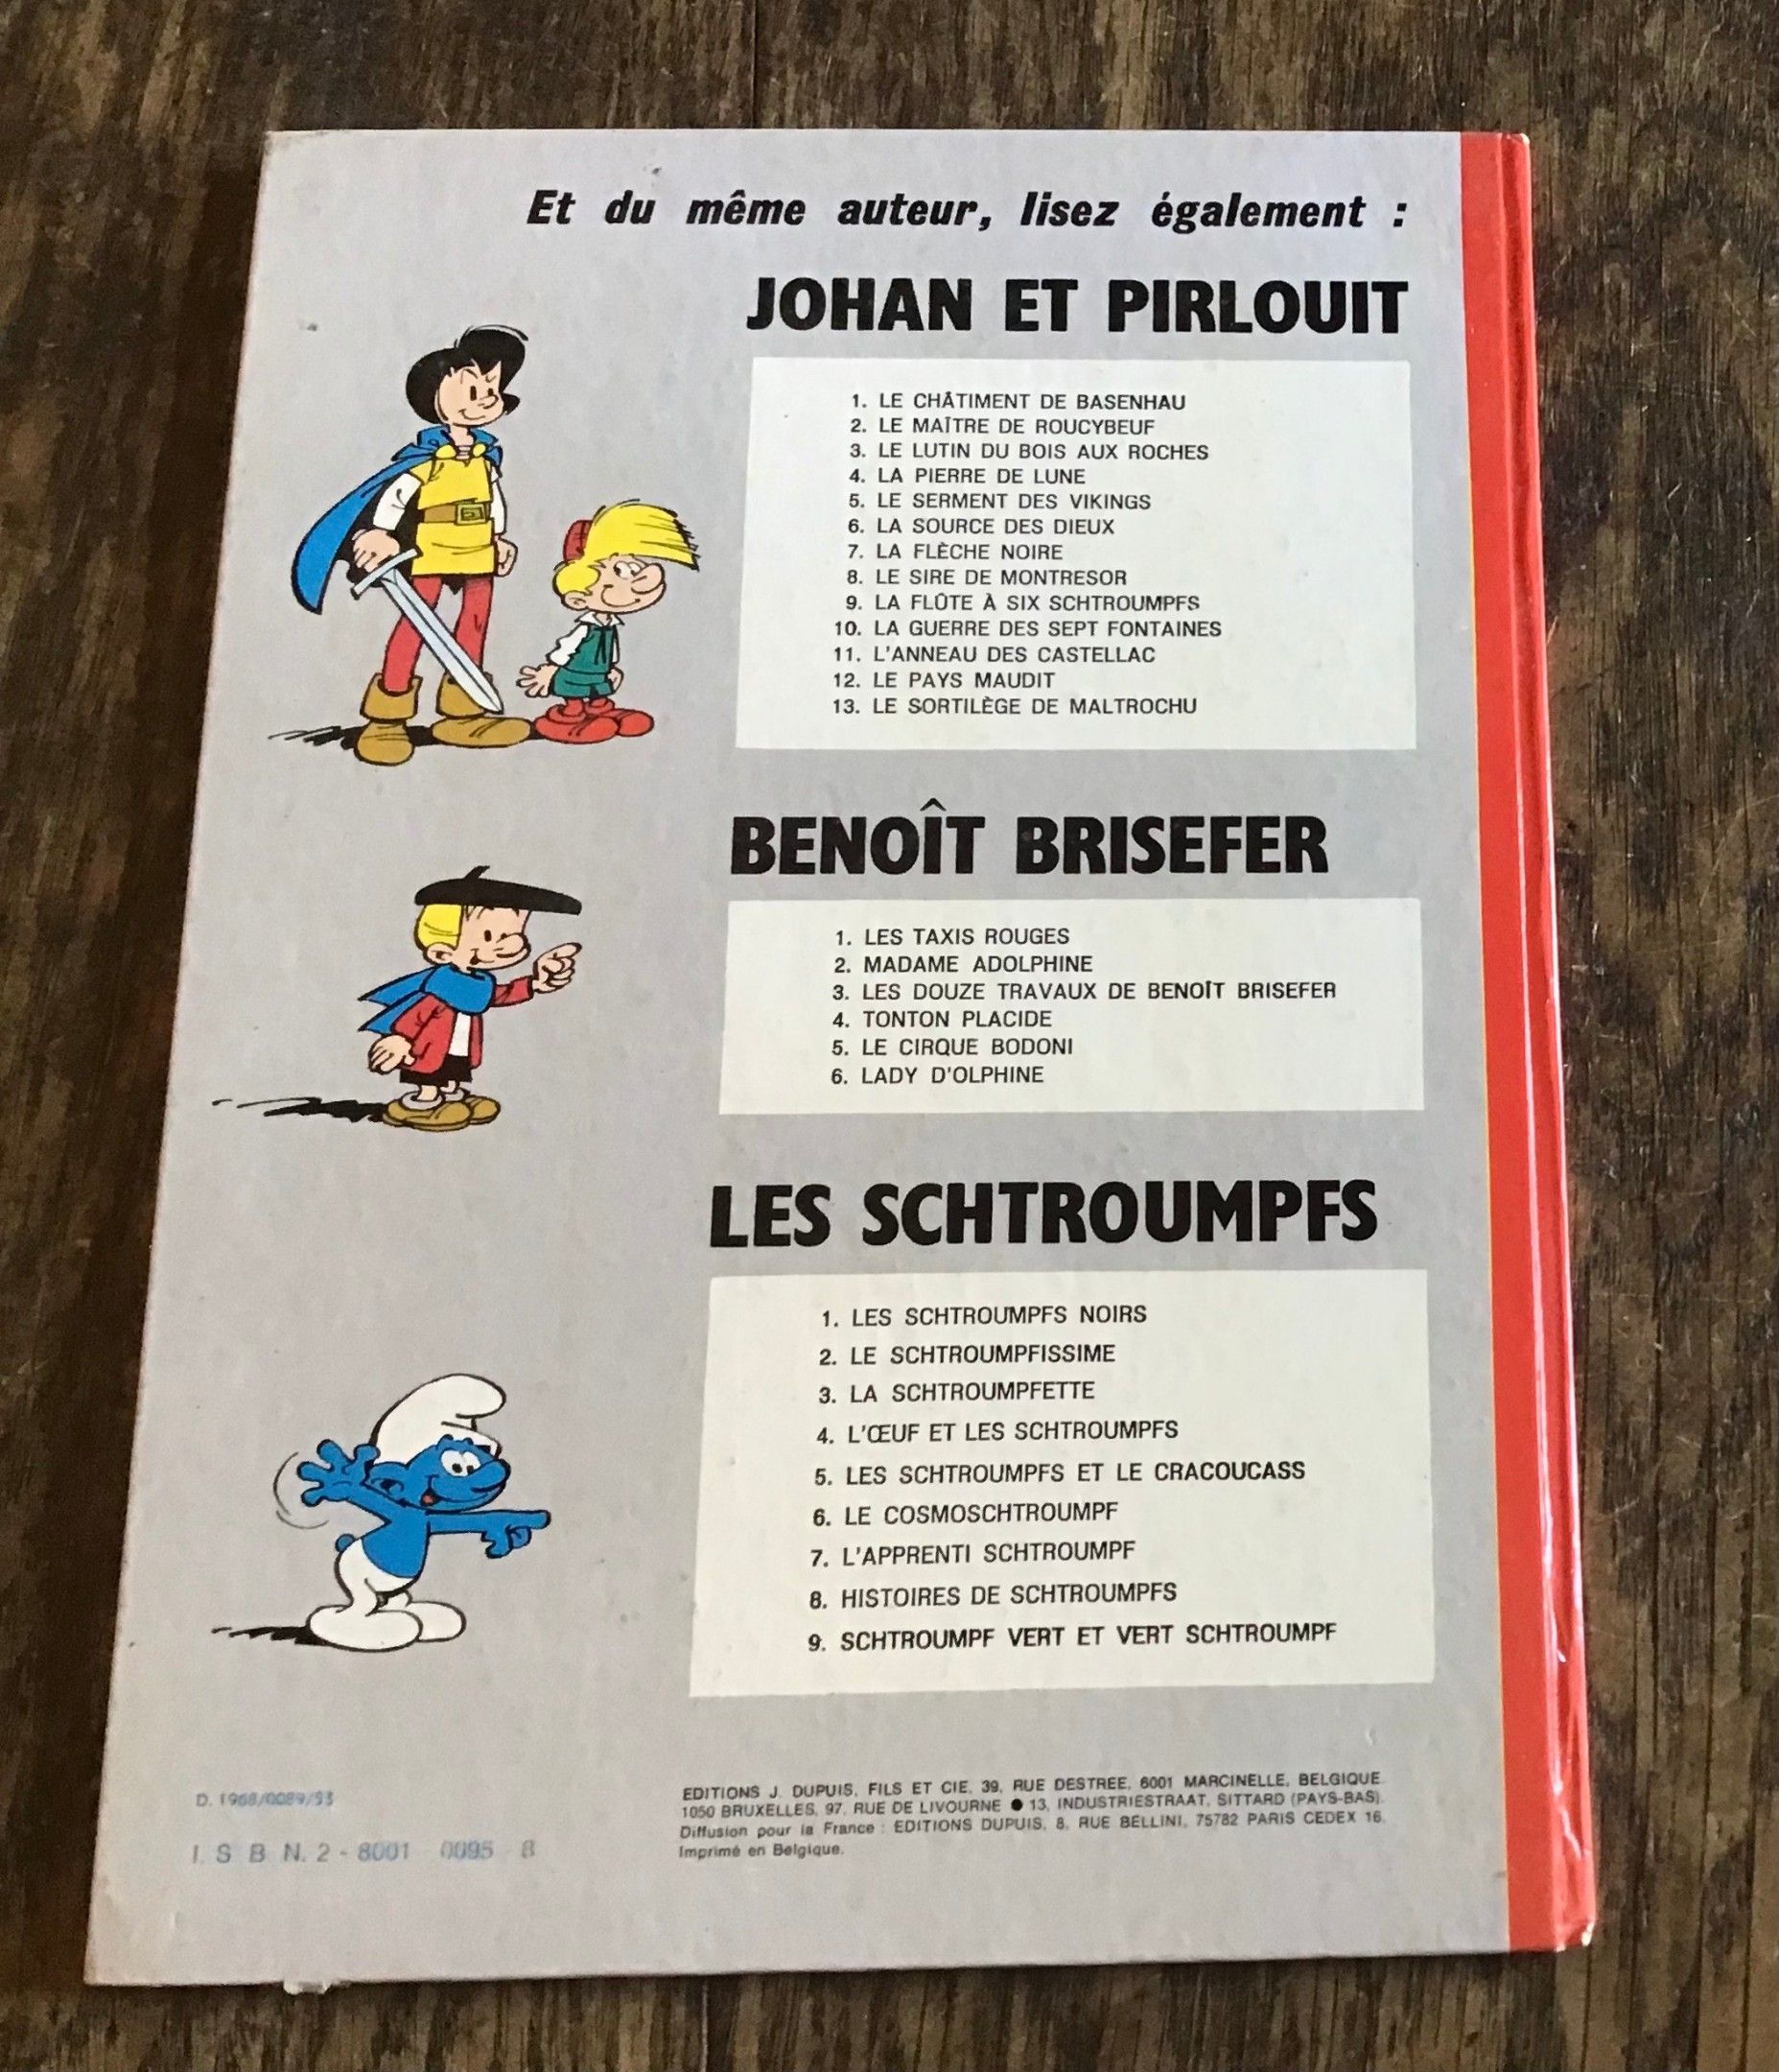 Et du même auteur, lisez également :
JOHAN ET PIRLOUIT
1. LE CHÂTIMENT DE BASENHAU
2. LE MAÎTRE DE ROUCYBEUF
3. LE LUTIN DU BOIS AUX ROCHES
4. LA PIERRE DE LUNE
5. LE SERMENT DES VIKINGS
6. LA SOURCE DES DIEUX
7. LA FLÈCHE NOIRE
8. LE SIRE DE MONTRESOR
9. LA FLÛTE À SIX SCHTROUMPFS
10. LA GUERRE DES SEPT FONTAINES
11. L'ANNEAU DES CASTELLAC
12. LE PAYS MAUDIT
13. LE SORTILÈGE DE MALTROCHU
BENOÎT BRISEFER
1. LES TAXIS ROUGES
2. MADAME ADOLPHINE
3. LES DOUZE TRAVAUX DE BENOÎT BRISEFER
4. TONTON PLACIDE
5. LE CIRQUE BODONI
6. LADY D'OLPHINE
LES SCHTROUMPFS
1. LES SCHTROUMPFS NOIRS
2. LE SCHTROUMPFISSIME
3. LA SCHTROUMPFETTE
4. L'ŒUF ET LES SCHTROUMPFS
5. LES SCHTROUMPFS ET LE CRACOUCASS
6. LE COSMOSCHTROUMPF
7. L'APPRENTI SCHTROUMPF
8. HISTOIRES DE SCHTROUMPFS
9. SCHTROUMPF VERT ET VERT SCHTROUMPF
D. 1968/0089/
I. S B N. 2 - 8001 0095 8
EDITIONS J. DUPUIS, FILS ET CIE, 39, RUE DESTREE, 6001 MARCINELLE, BELGIQUE.
1050 BRUXELLES, 97, RUE DE LIVOURNE ● 13, INDUSTRIESTRAAT, SITTARD (PAYS-BAS).
Diffusion pour la France : EDITIONS DUPUIS, 8, RUE BELLINI, 75782 PARIS CEDEX 16.
Imprimé en Belgique.